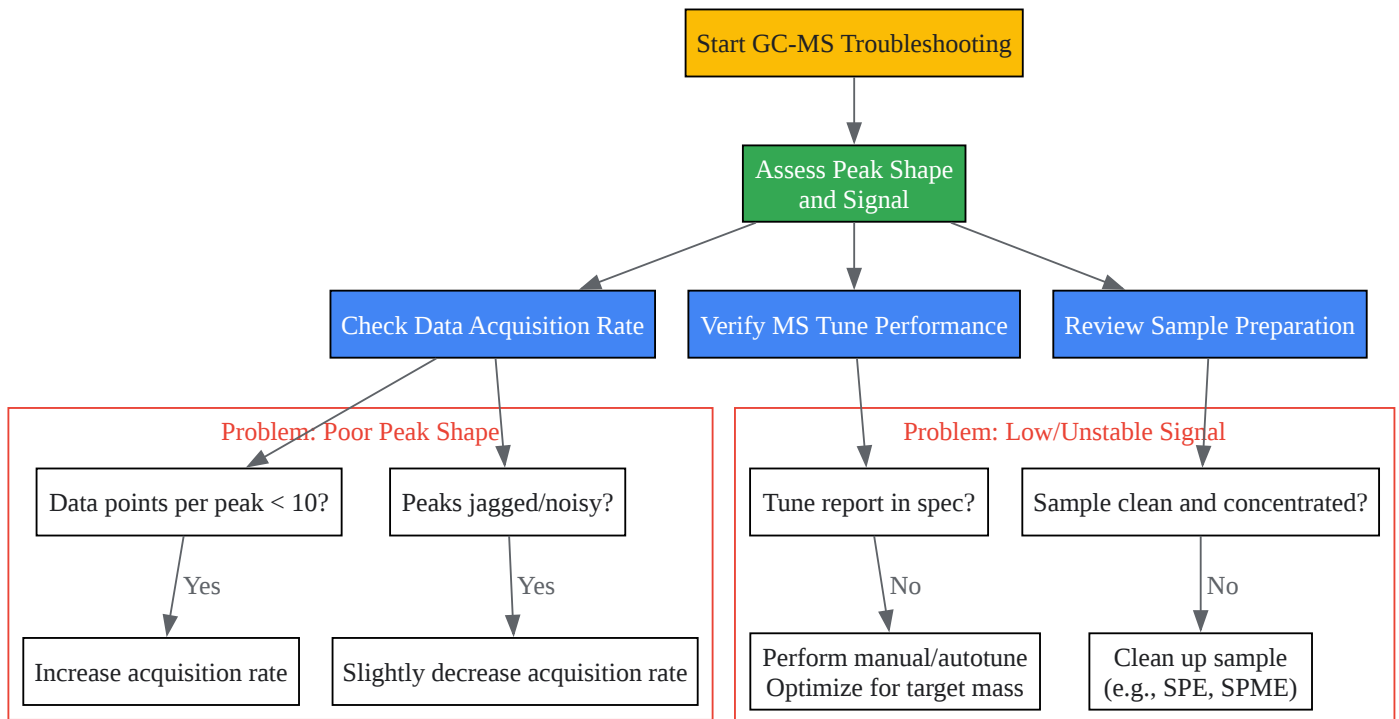 Start GC-MS Troubleshooting
Assess Peak Shape
and Signal
Check Data Acquisition Rate
Verify MS Tune Performance
Review Sample Preparation
Problem: Poor Peak Shape
Problem: Low/Unstable Signal
Data points per peak < 10?
Peaks jagged/noisy?
Tune report in spec?
Sample clean and concentrated?
Yes
Yes
No
No
Increase acquisition rate
Slightly decrease acquisition rate
Perform manual/autotune
Optimize for target mass
Clean up sample
(e.g., SPE, SPME)